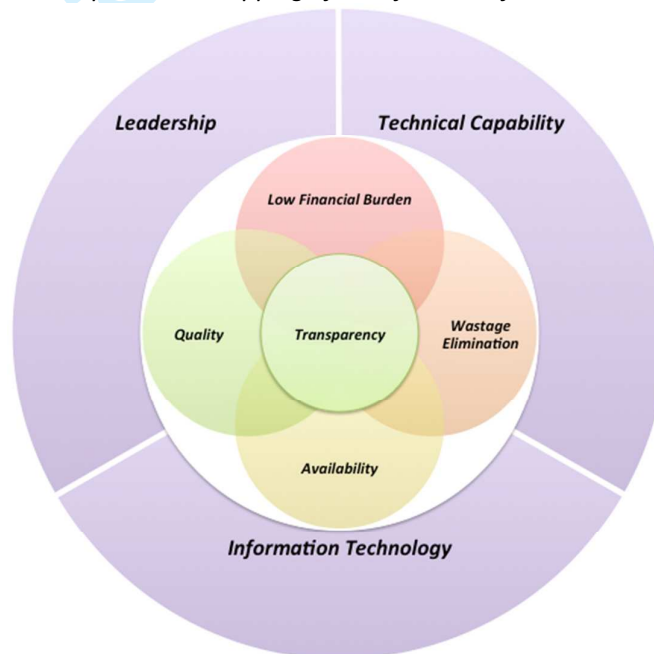 Leadership
Technical Capability
Low Financial Burden
Quality
Transparency
Wastage
Elimination
Availability
Information Technology